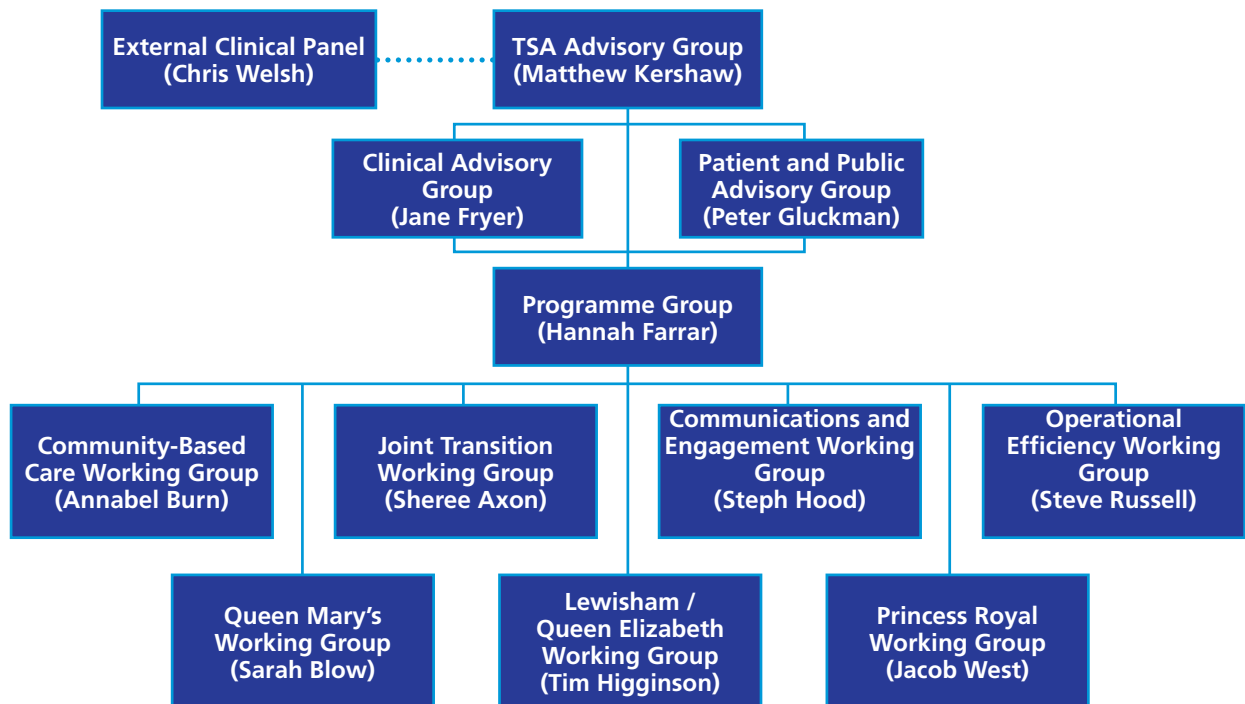 External Clinical Panel
(Chris Welsh)
TSA Advisory Group
(Matthew Kershaw)
Clinical Advisory
Group
(Jane Fryer)
Patient and Public
Advisory Group
(Peter Gluckman)
Programme Group
(Hannah Farrar)
Community-Based
Care Working Group
(Annabel Burn)
Joint Transition
Working Group
(Sheree Axon)
Communications and
Engagement Working
Group
(Steph Hood)
Operational
Efficiency Working
Group
(Steve Russell)
Queen Mary’s
Working Group
(Sarah Blow)
Lewisham /
Queen Elizabeth
Working Group
(Tim Higginson)
Princess Royal
Working Group
(Jacob West)